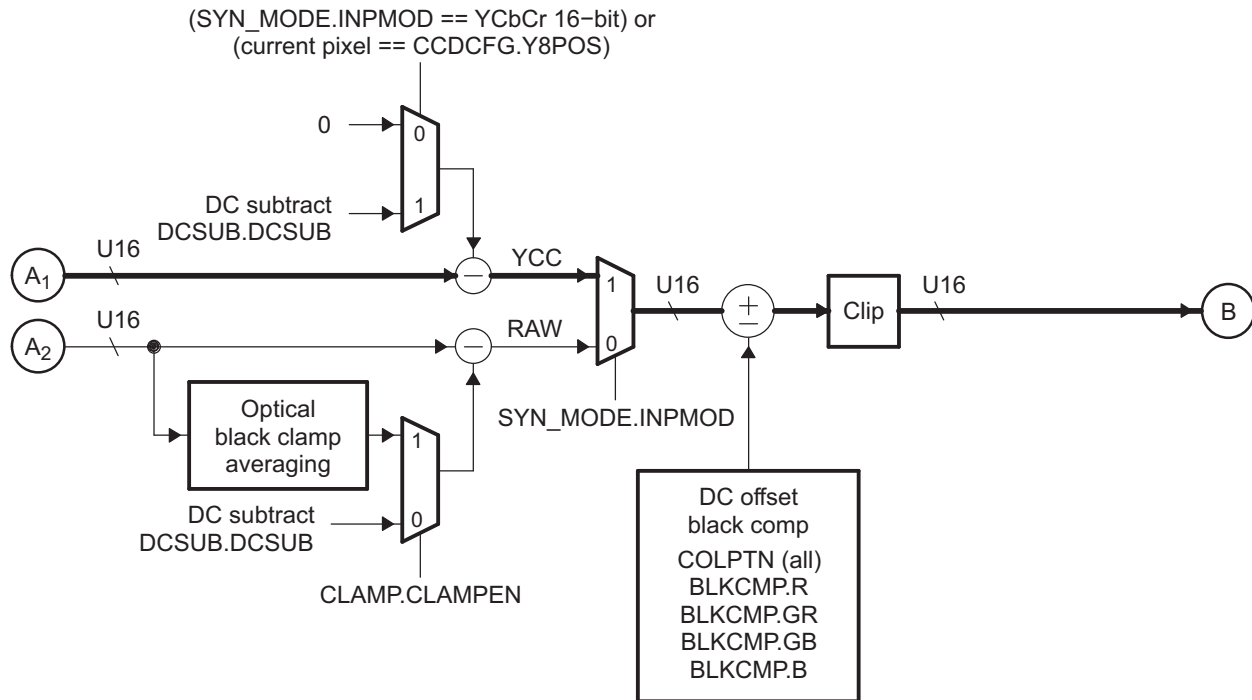 (SYN_MODE.INPMOD == YCbCr 16−bit) or
(current pixel == CCDCFG.Y8POS)
0
0
DC subtract
DCSUB.DCSUB
1
A1
U16
−
YCC
1
U16
+
−
Clip
U16
B
A2
U16
−
RAW
0
Optical
black clamp
averaging
1
SYN_MODE.INPMOD
DC subtract
DCSUB.DCSUB
0
CLAMP.CLAMPEN
DC offset
black comp
COLPTN (all)
BLKCMP.R
BLKCMP.GR
BLKCMP.GB
BLKCMP.B